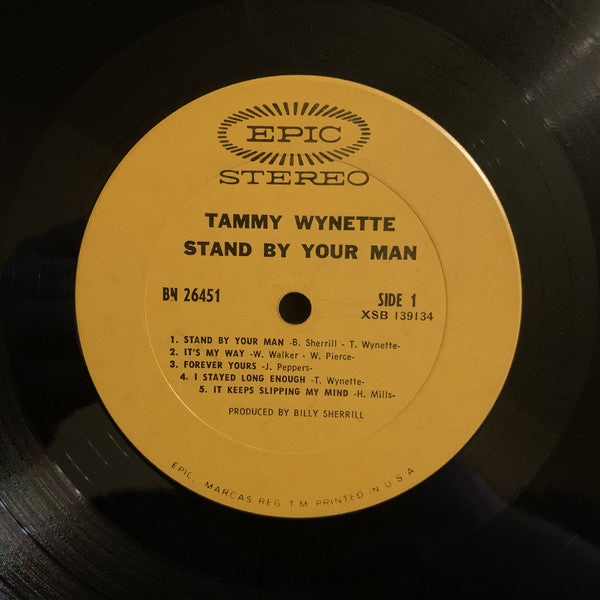 EPIC
STEREO
TAMMY WYNETTE
STAND BY YOUR MAN
BN 26451
SIDE 1
XSB 139134
1. STAND BY YOUR MAN -B. Sherrill - T. Wynette-
2. IT'S MY WAY -W. Walker - W. Pierce-
3. FOREVER YOURS -J. Peppers-
4. I STAYED LONG ENOUGH -T. Wynette-
5. IT KEEPS SLIPPING MY MIND -H. Mills-
PRODUCED BY BILLY SHERRILL
EPIC, MARCAS REG. T.M. PRINTED IN U.S.A.